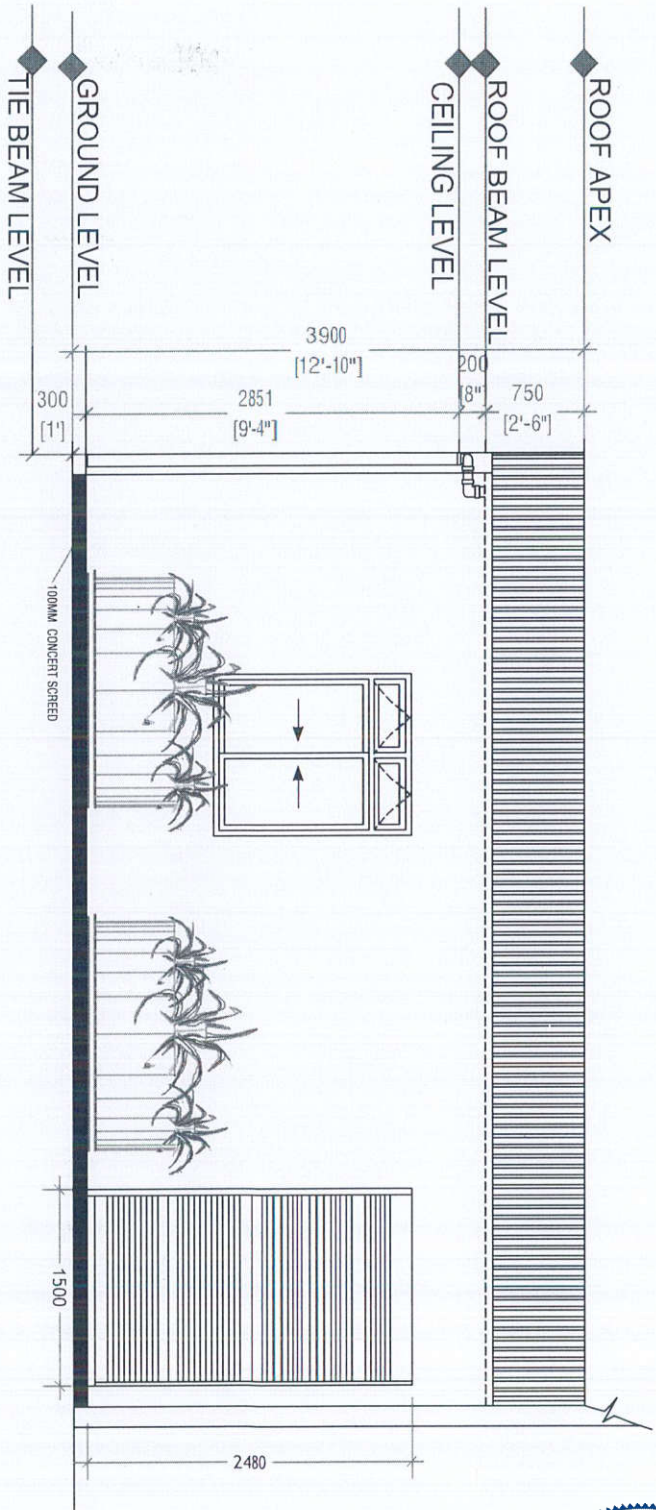 ROOF APEX
ROOF BEAM LEVEL
CEILING LEVEL
GROUND LEVEL
TIE BEAM LEVEL
3900
[12'-10"]
750
[2'-6"]
200
[8"
2851
[9'-4"]
300
[1']
100MM CONCERT SCREED
1500
2480